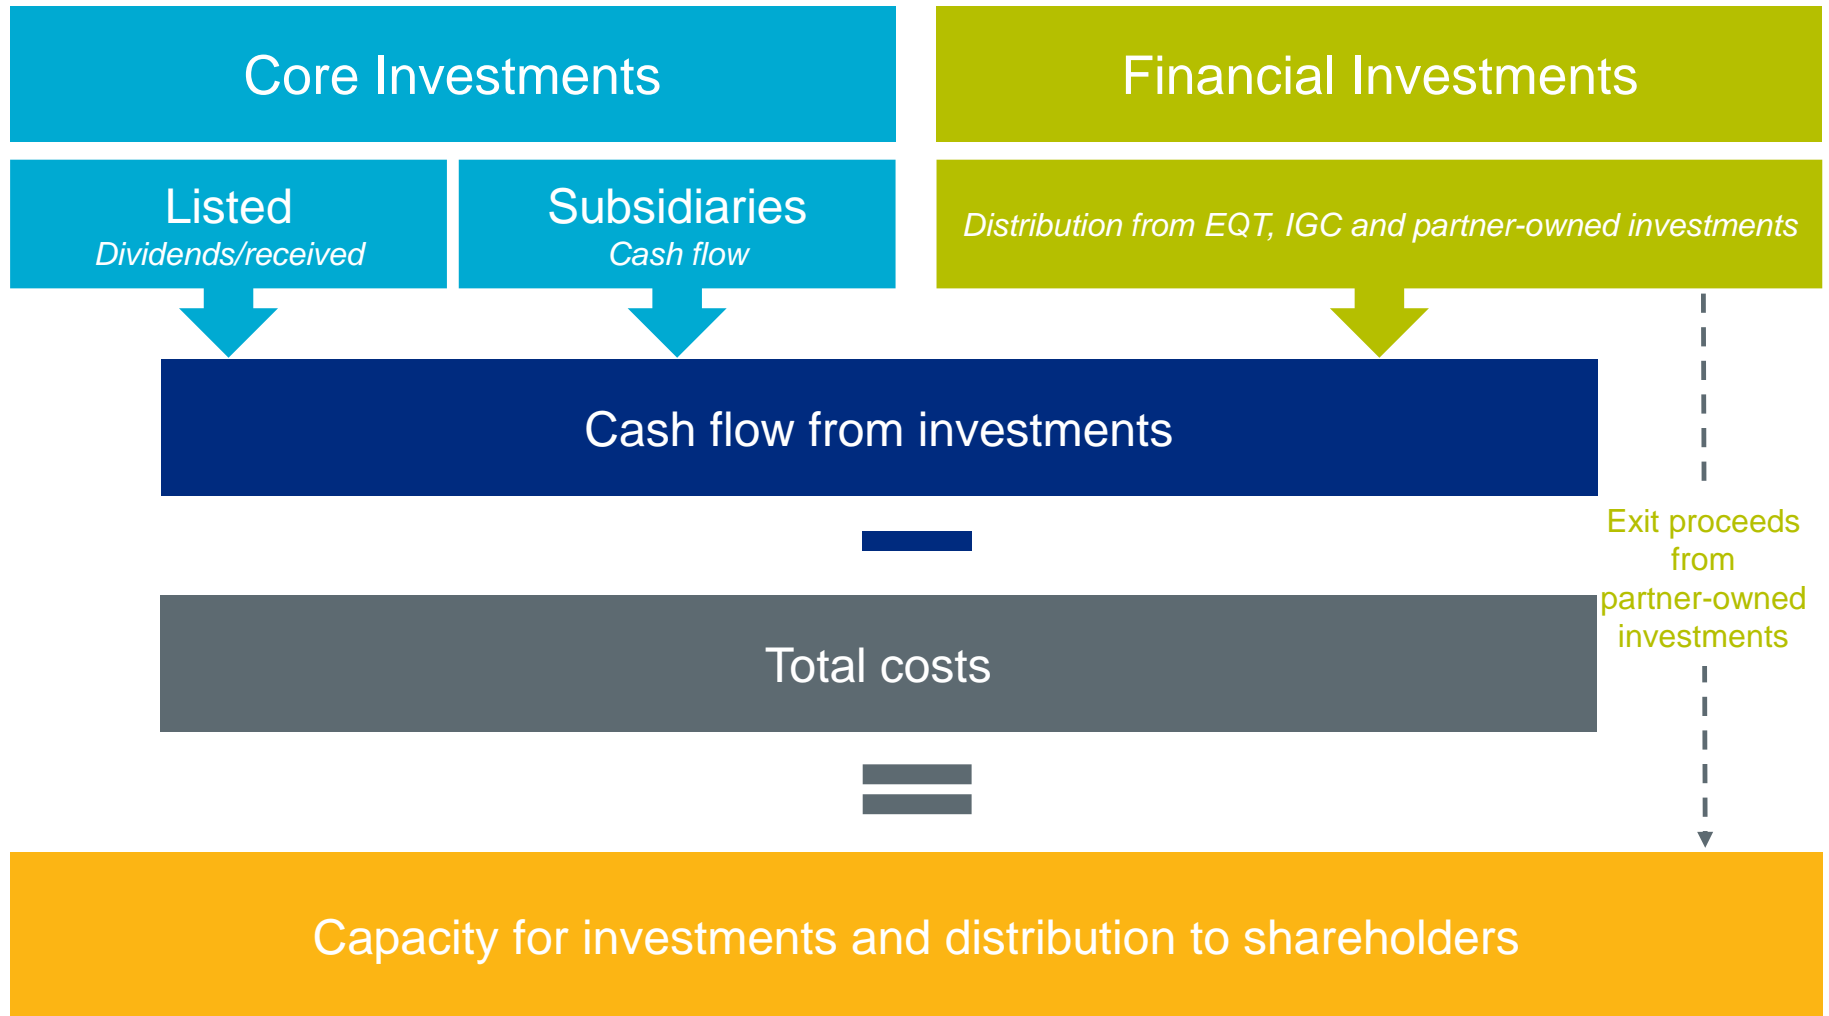 Core Investments
Financial Investments
Listed
Dividends/received
Subsidiaries
Cash flow
Distribution from EQT, IGC and partner-owned investments
Cash flow from investments
Exit proceeds
from
partner-owned
investments
Total costs
Capacity for investments and distribution to shareholders